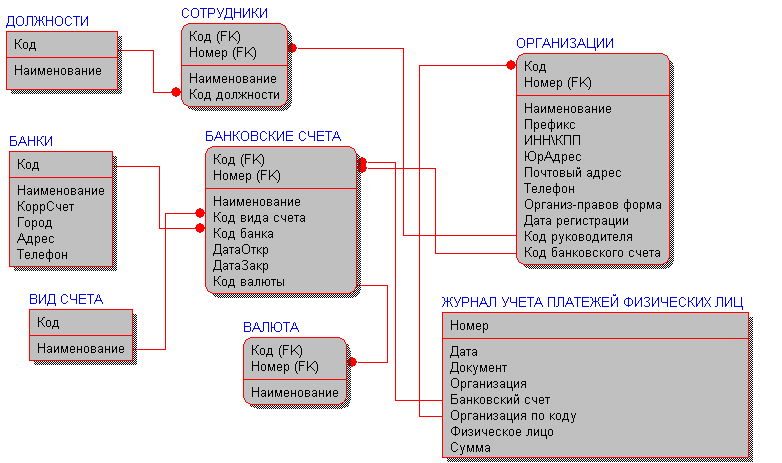 ДОЛЖНОСТИ
Код
Наименование
СОТРУДНИКИ
Код (FK)
Номер (FK)
Наименование
Код должности
ОРГАНИЗАЦИИ
Код
Номер (FK)
Наименование
Префикс
ИНН\КПП
ЮрАдрес
Почтовый адрес
Телефон
Организ-правов форма
Дата регистрации
Код руководителя
Код банковского счета
БАНКИ
Код
Наименование
КоррСчет
Город
Адрес
Телефон
БАНКОВСКИЕ СЧЕТА
Код (FK)
Номер (FK)
Наименование
Код вида счета
Код банка
ДатаОткр
ДатаЗакр
Код валюты
ВИД СЧЕТА
Код
Наименование
ВАЛЮТА
Код (FK)
Номер (FK)
Наименование
ЖУРНАЛ УЧЕТА ПЛАТЕЖЕЙ ФИЗИЧЕСКИХ ЛИЦ
Номер
Дата
Документ
Организация
Банковский счет
Организация по коду
Физическое лицо
Сумма